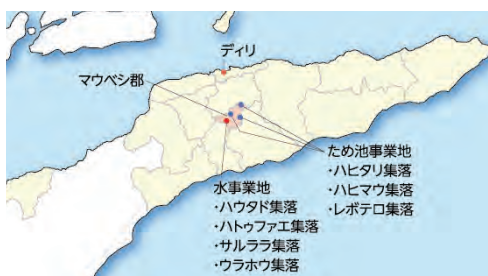 ディリ
マウベシ郡
ため池事業地
・ハヒタリ集落
・ハヒマウ集落
・レボテロ集落
水事業地
・ハウタド集落
・ハトゥファエ集落
・サルララ集落
・ウラホウ集落